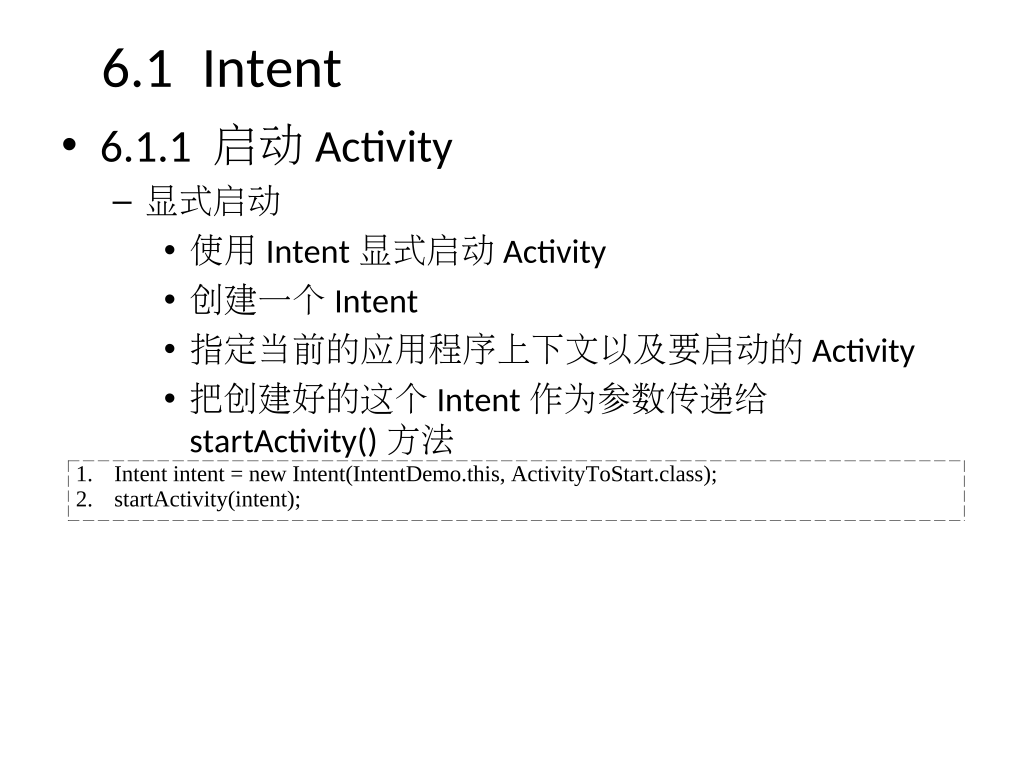 6.1 Intent
• 6.1.1 启动 Activity
– 显式启动
• 使用 Intent 显式启动 Activity
• 创建一个 Intent
• 指定当前的应用程序上下文以及要启动的 Activity
• 把创建好的这个 Intent 作为参数传递给
startActivity() 方法
1. Intent intent = new Intent(IntentDemo.this, ActivityToStart.class);
2. startActivity(intent);